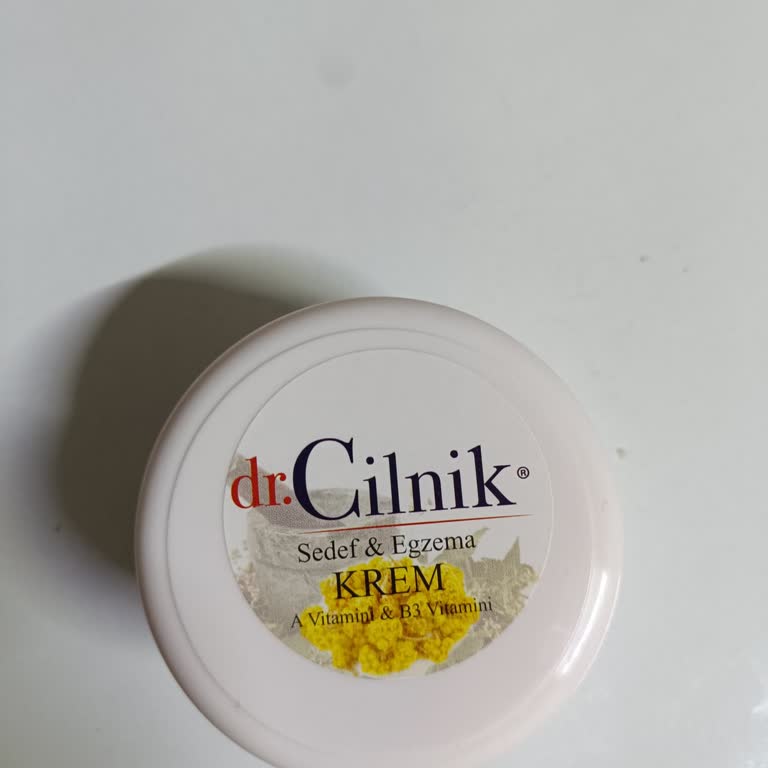 dr.Cilnik®
Sedef & Egzema
KREM
A Vitamini & B3 Vitamini